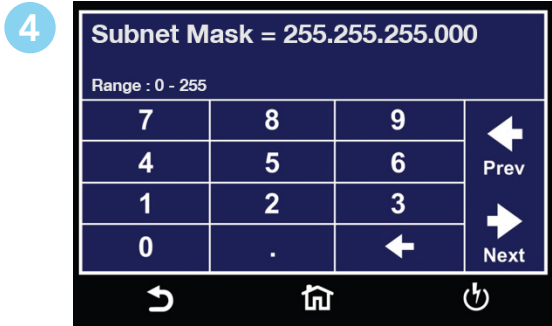 4
Subnet Mask = 255.255.255.000
Range : 0 - 255
7 8 9
4 5 6
Prev
1 2 3
0 .
Next